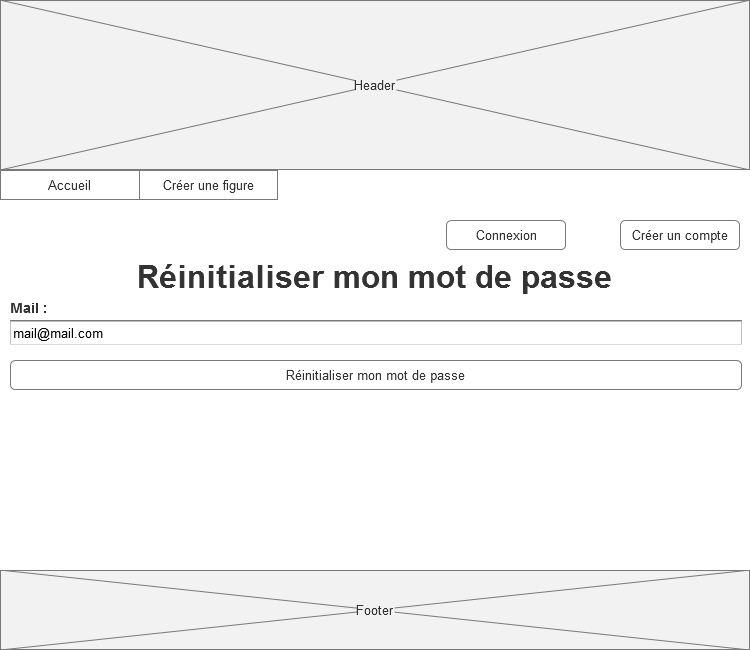 Header
Accueil
Créer une figure
Connexion
Créer un compte
Réinitialiser mon mot de passe
Mail :
mail@mail.com
Réinitialiser mon mot de passe
Footer